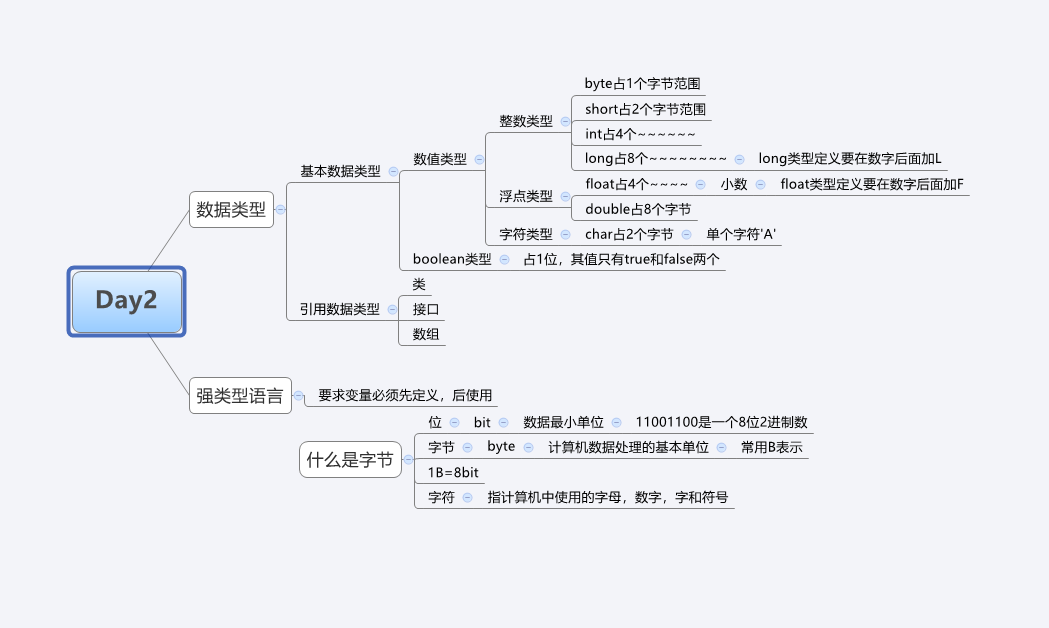 byte占1个字节范围
short占2个字节范围
整数类型
int占4个~~~~~~
数值类型
long占8个~~~~~~~~ long类型定义要在数字后面加L
基本数据类型
float占4个~~~~ 小数 float类型定义要在数字后面加F
浮点类型
数据类型
double占8个字节
字符类型 char占2个字节 单个字符'A'
boolean类型 占1位，其值只有true和false两个
类
Day2
引用数据类型 接口
数组
强类型语言 要求变量必须先定义，后使用
位 bit 数据最小单位 11001100是一个8位2进制数
字节 byte 计算机数据处理的基本单位 常用B表示
什么是字节
1B=8bit
字符 指计算机中使用的字母，数字，字和符号